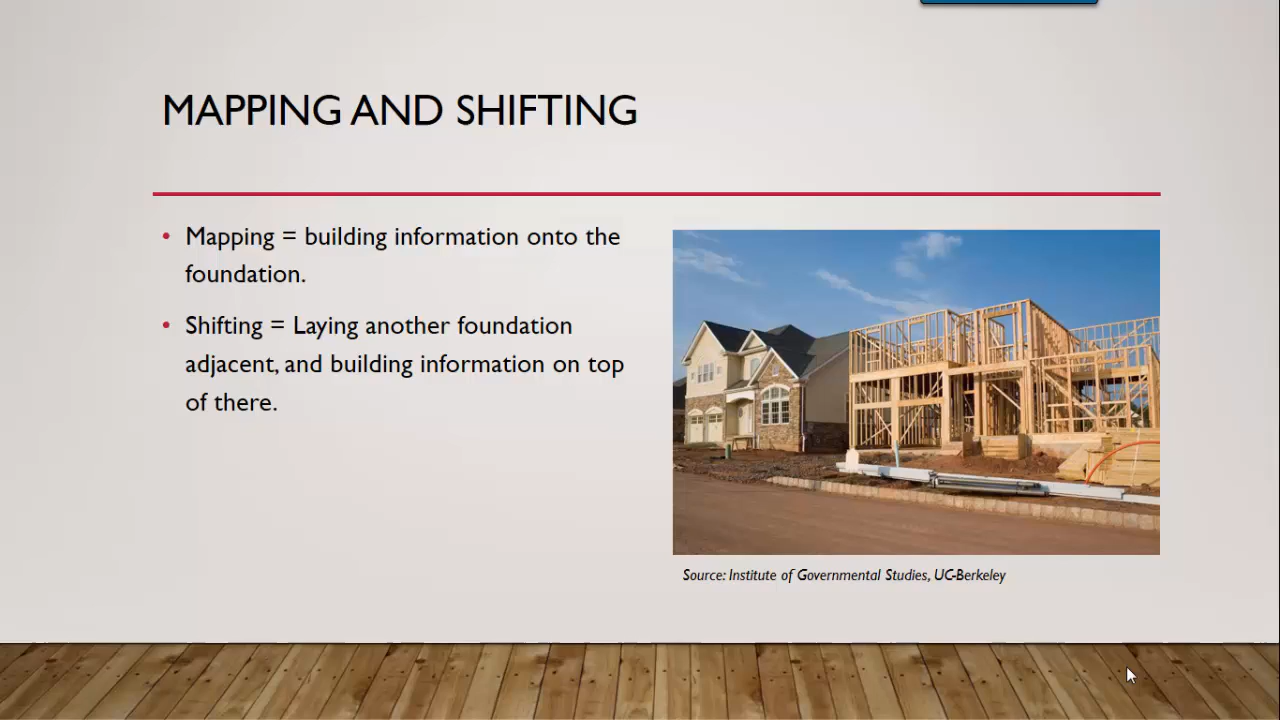 MAPPING AND SHIFTING
• Mapping = building information onto the
foundation.
• Shifting = Laying another foundation
adjacent, and building information on top
of there.
Source: Institute of Governmental Studies, UC-Berkeley